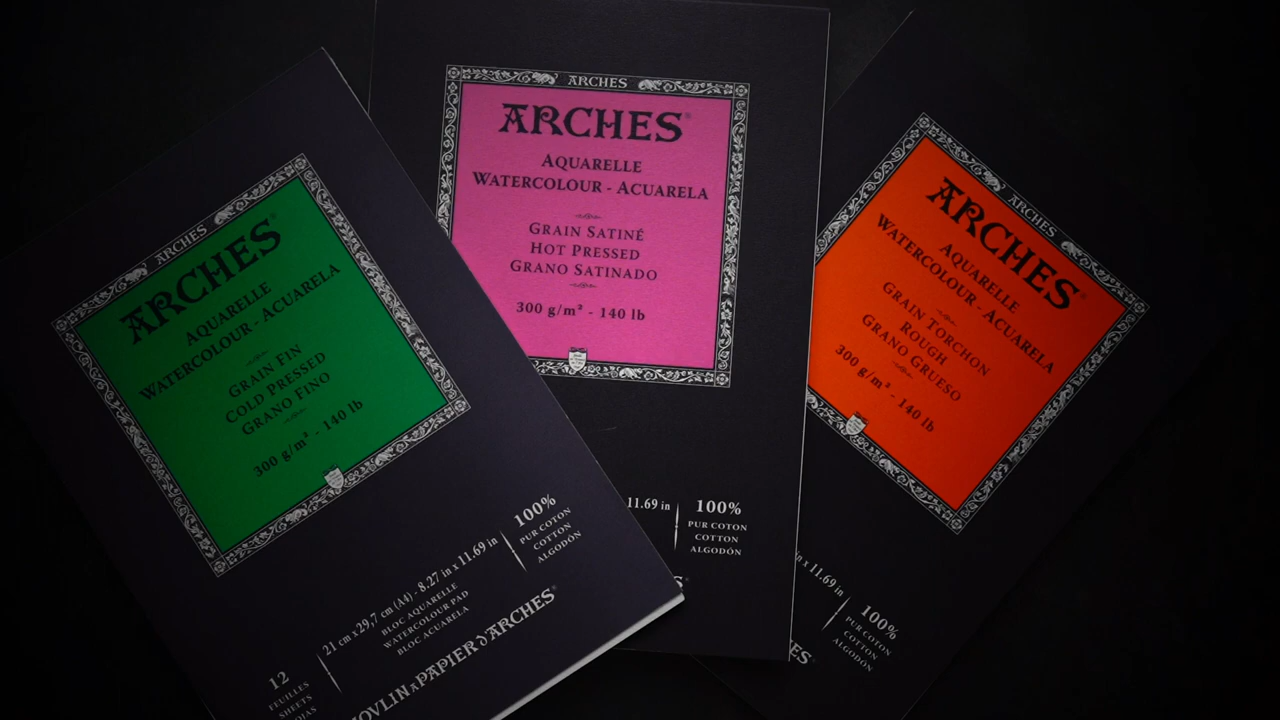 ARCHES
ARCHES®
AQUARELLE
WATERCOLOUR - ACUARELA
GRAIN FIN
COLD PRESSED
GRANO FINO
300 g/m² - 140 lb
12
FEUILLES
SHEETS
21 cm x 29,7 cm (A4) - 8.27 in x 11.69 in
BLOC AQUARELLE
WATERCOLOUR PAD
BLOC ACUARELA
100%
PUR COTON
COTTON
ALGODÓN
MOVLIN A PAPIER D'ARCHES®
ARCHES
ARCHES®
AQUARELLE
WATERCOLOUR - ACUARELA
GRAIN SATINÉ
HOT PRESSED
GRANO SATINADO
300 g/m² - 140 lb
11.69 in
100%
PUR COTON
COTTON
ALGODÓN
ARCHES
ARCHES®
AQUARELLE
WATERCOLOUR - ACUARELA
GRAIN TORCHON
ROUGH
GRANO GRUESO
300 g/m² - 140 lb
in x 11.69 in
100%
PUR COTON
COTTON
ALGODÓN